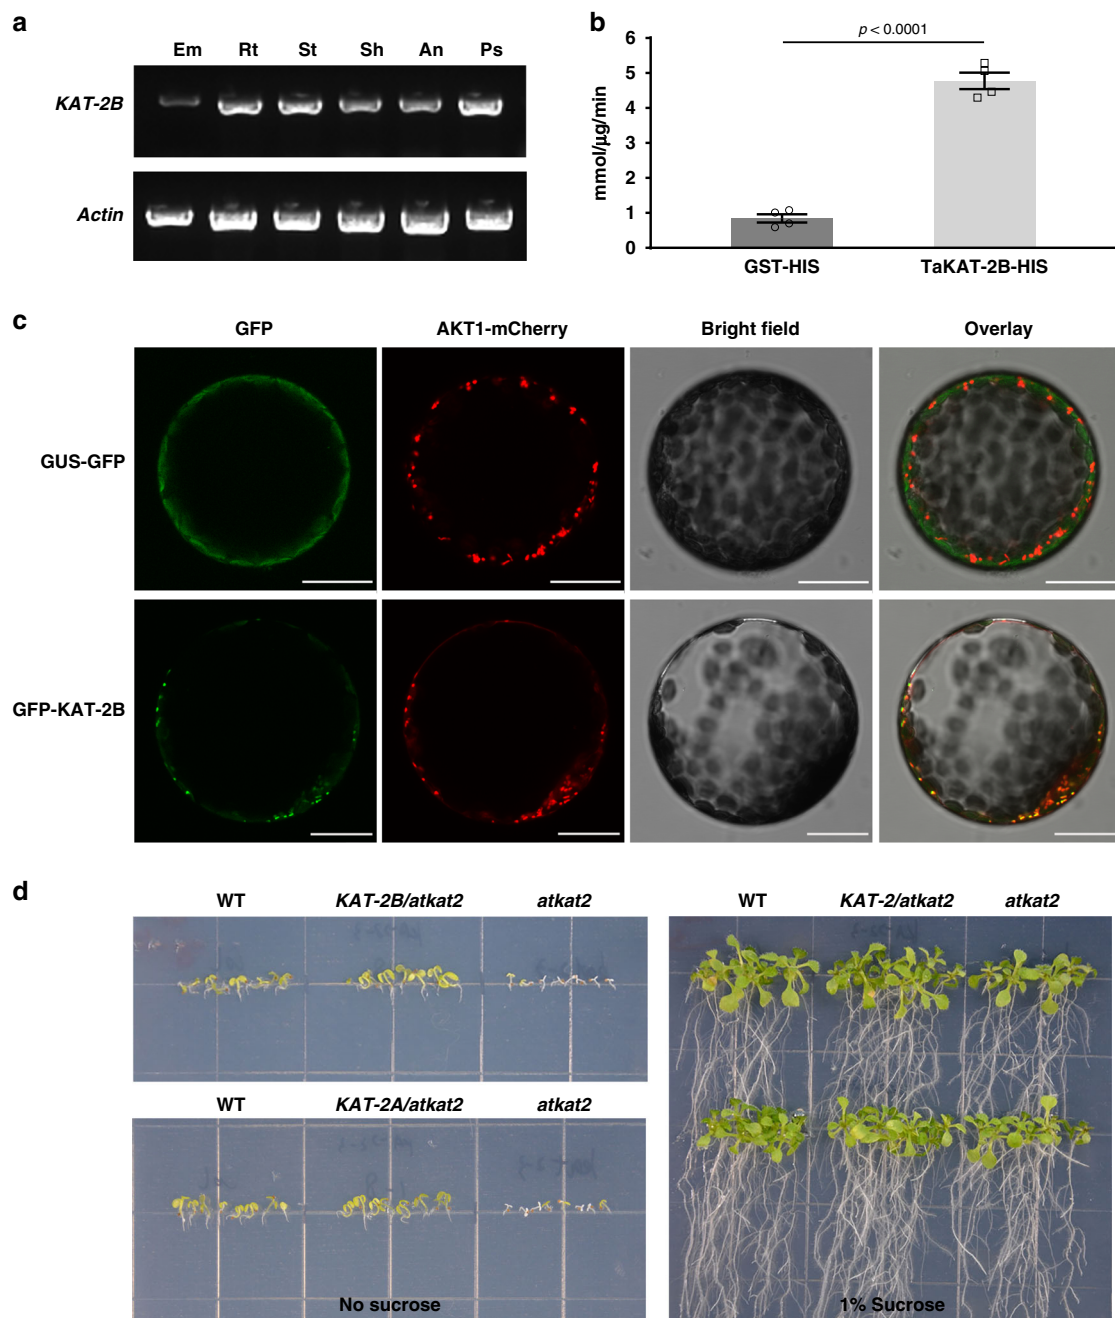 a
Em Rt St Sh An Ps
KAT-2B
Actin
b
p < 0.0001
mmol/μg/min
6
5
4
3
2
1
0
GST-HIS TaKAT-2B-HIS
c
GFP AKT1-mCherry Bright field Overlay
GUS-GFP
GFP-KAT-2B
d
WT KAT-2B/atkat2 atkat2
WT KAT-2A/atkat2 atkat2
No sucrose
WT KAT-2/atkat2 atkat2
1% Sucrose